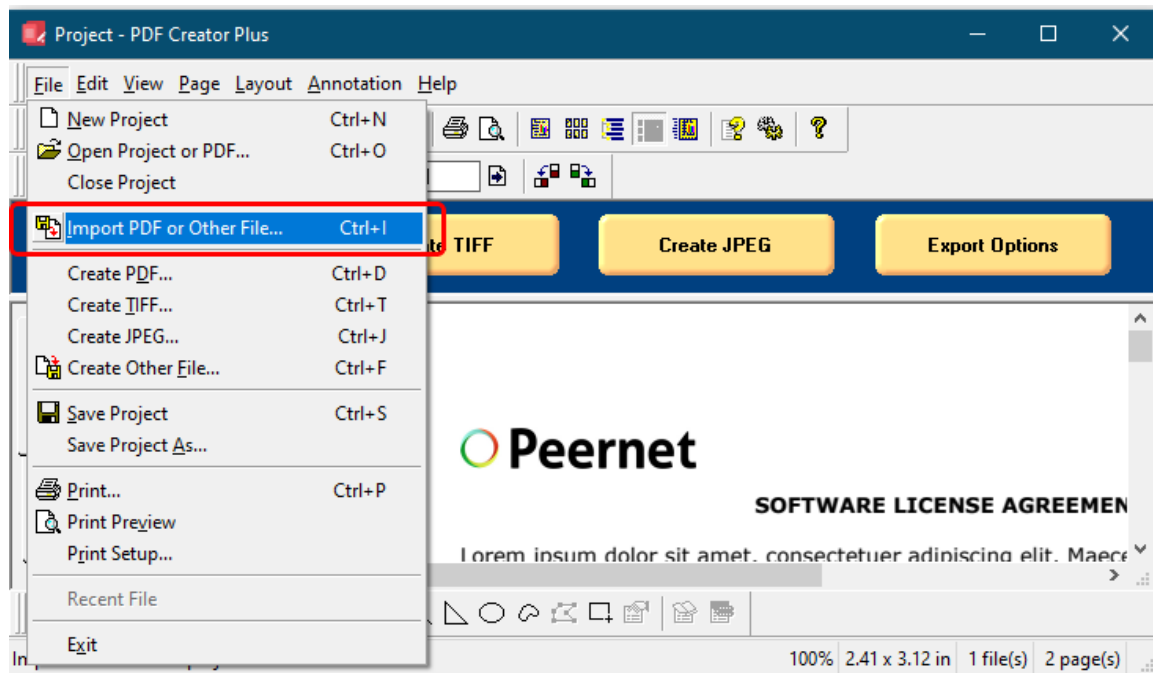 Project - PDF Creator Plus
File Edit View Page Layout Annotation Help
New Project Ctrl+N
Open Project or PDF... Ctrl+O
Close Project
Import PDF or Other File... Ctrl+I
TIFF
Create JPEG
Export Options
Create PDF... Ctrl+D
Create TIFF... Ctrl+T
Create JPEG... Ctrl+J
Create Other File... Ctrl+F
Save Project Ctrl+S
Save Project As...
Print... Ctrl+P
Print Preview
Print Setup...
Recent File
Exit
Peernet
SOFTWARE LICENSE AGREEMEN
Lorem ipsum dolor sit amet, consectetuer adipiscing elit. Maece
100% 2.41 x 3.12 in 1 file(s) 2 page(s)